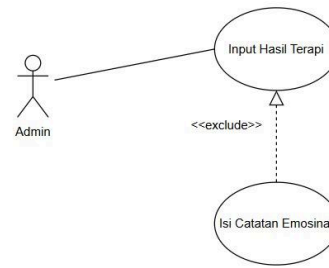 Input Hasil Terapi
Admin
<<exclude>>
Isi Catatan Emosina